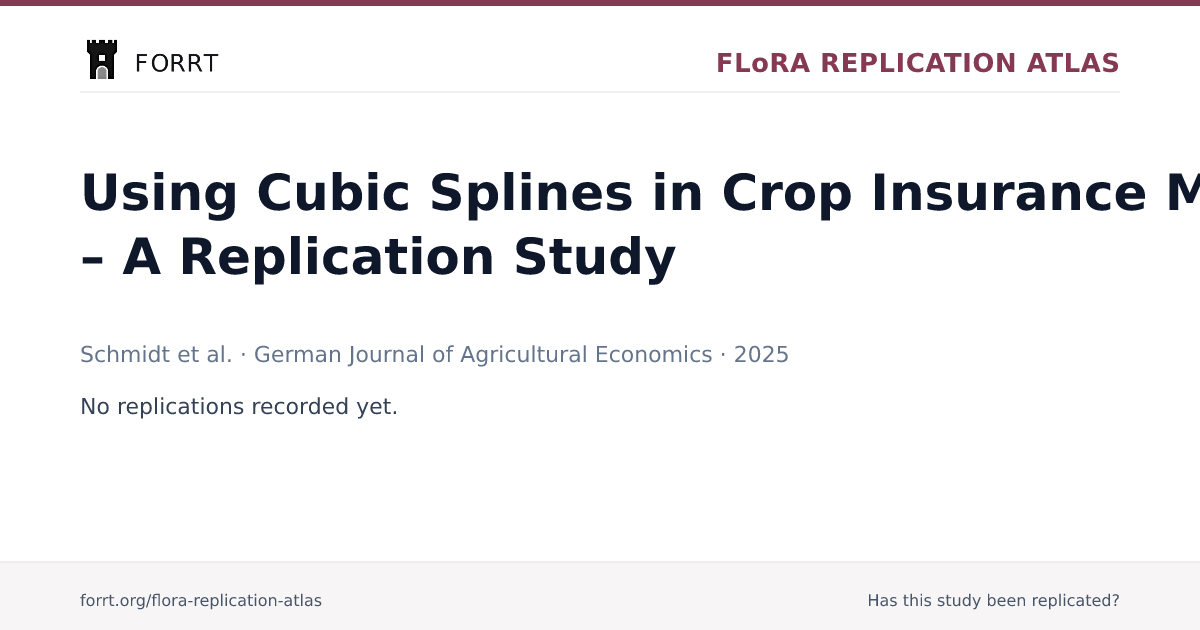 FORRT
FLoRA REPLICATION ATLAS
Using Cubic Splines in Crop Insurance
– A Replication Study
Schmidt et al. · German Journal of Agricultural Economics · 2025
No replications recorded yet.
forrt.org/flora-replication-atlas
Has this study been replicated?